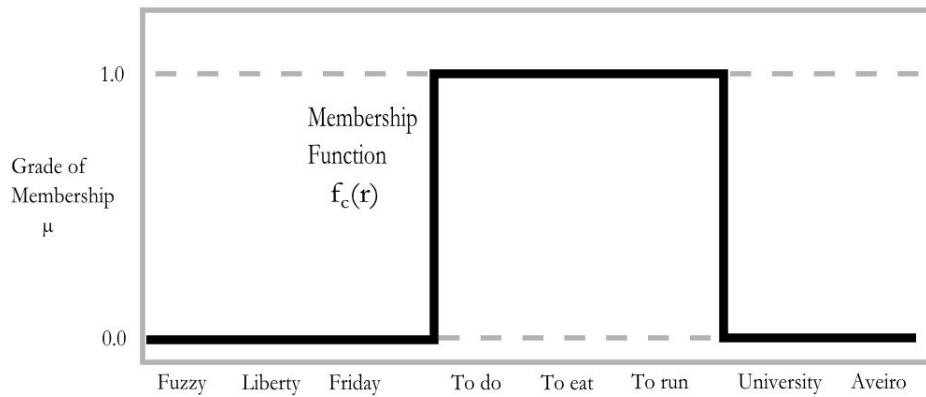 1.0
Membership
Function
f_c(r)
Grade of
Membership
μ
0.0
Fuzzy Liberty Friday To do To eat To run University Aveiro